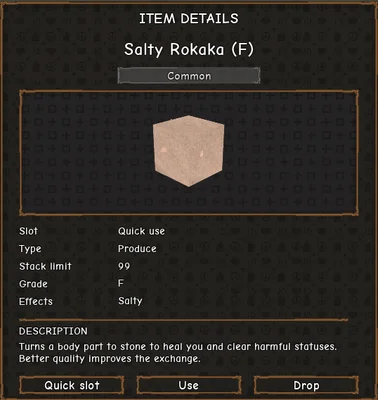 ITEM DETAILS
Salty Rokaka (F)
Common
Slot Quick use
Type Produce
Stack limit 99
Grade F
Effects Salty
DESCRIPTION
Turns a body part to stone to heal you and clear harmful statuses.
Better quality improves the exchange.
Quick slot Use Drop